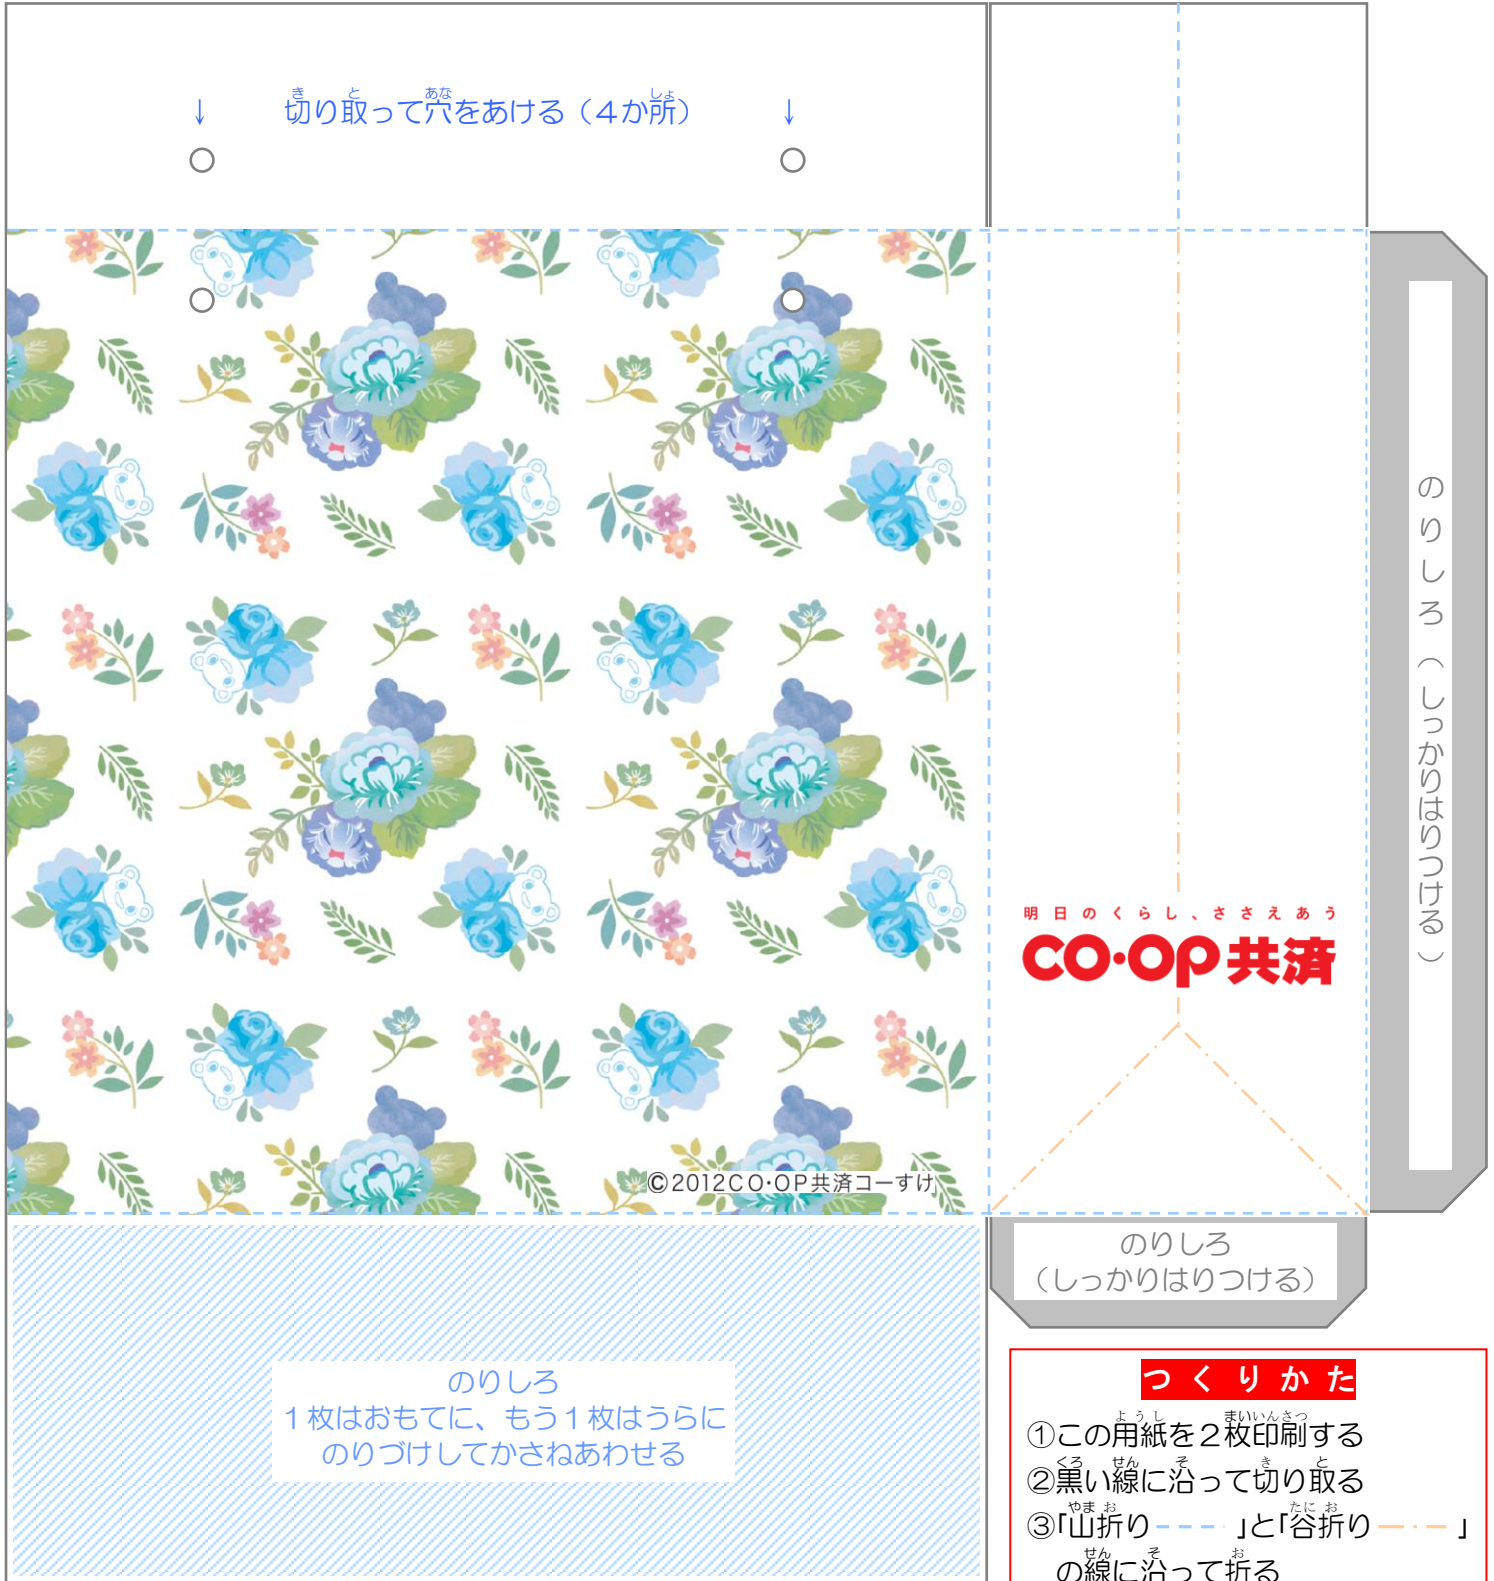 ↓ 切り取って穴をあける（４か所） ↓
のりしろ（しっかりはりつける）
明日のくらし、ささえあう
CO・OP共済
©2012CO・OP共済コーすけ
のりしろ
（しっかりはりつける）
のりしろ
１枚はおもてに、もう１枚はうらに
のりづけしてかさねあわせる
つくりかた
①この用紙を２枚印刷する
②黒い線に沿って切り取る
③「山折り---」と「谷折り—・—」
の線に沿って折る